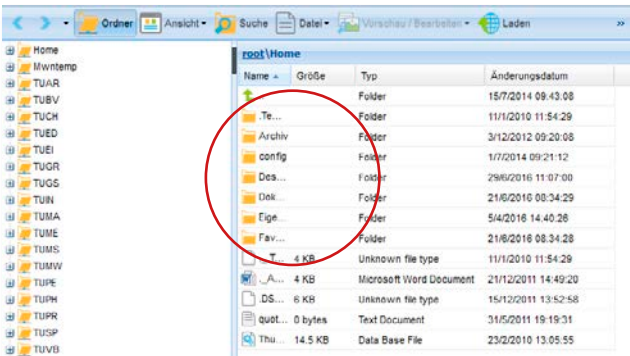 Ordner Ansicht Suche Datei Vorschau / Bearbeiten Laden »
Home
Mwntemp
TUAR
TUBV
TUCH
TUED
TUEI
TUGR
TUGS
TUIN
TUMA
TUME
TUMS
TUMW
TUPE
TUPH
TUPR
TUSP
TUVB
root\Home
Name Größe Typ Änderungsdatum
Folder 15/7/2014 09:43:08
.Te... Folder 11/1/2010 11:54:29
Archiv Folder 3/12/2012 09:20:08
config Folder 1/7/2014 09:21:12
Des... Folder 29/6/2016 11:07:00
Dok... Folder 21/6/2016 08:34:29
Eige... Folder 5/4/2016 14:40:26
Fav... Folder 21/6/2016 08:34:28
._T... 4 KB Unknown file type 11/1/2010 11:54:29
._A... 4 KB Microsoft Word Document 21/12/2011 14:49:20
.DS... 6 KB Unknown file type 15/12/2011 13:52:58
quot... 0 bytes Text Document 31/5/2011 19:19:31
Thu... 14.5 KB Data Base File 23/2/2010 13:05:55